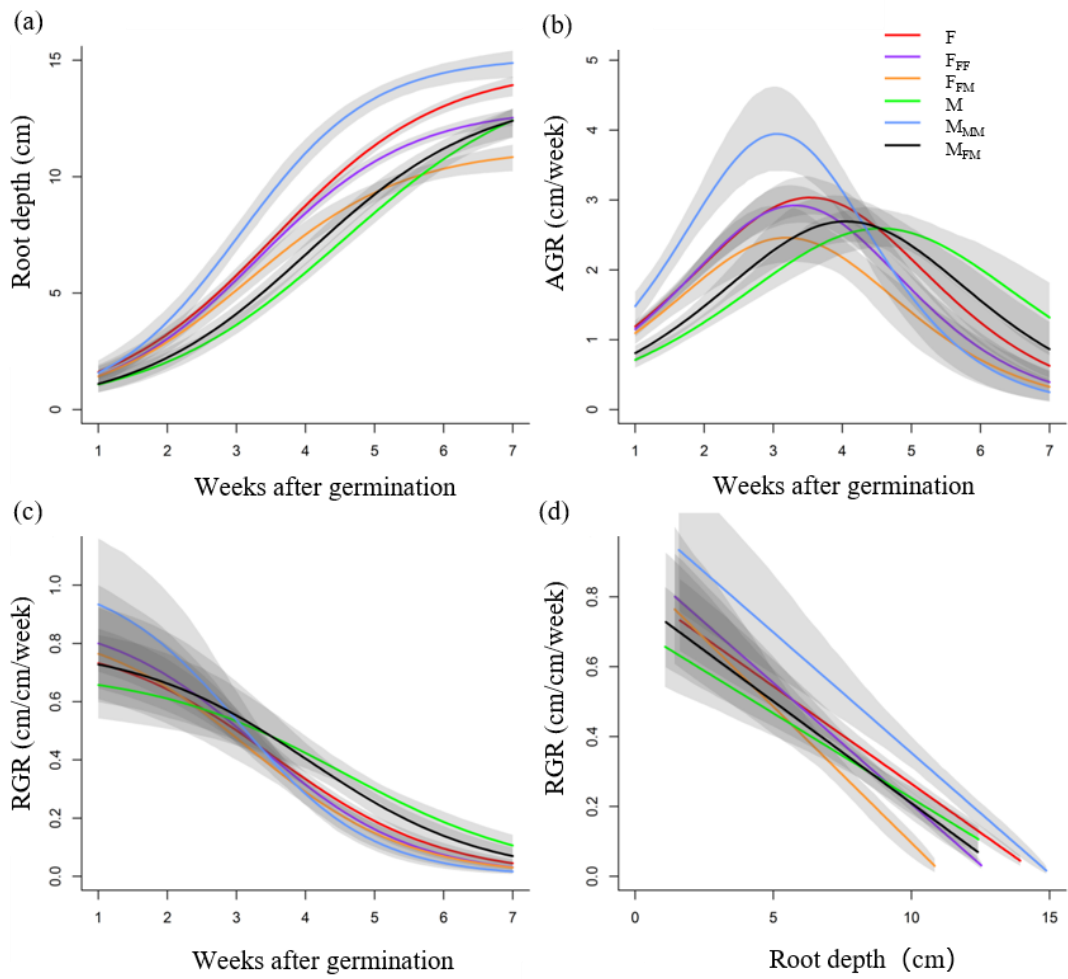 (a)
Root depth (cm)
15
10
5
0
1 2 3 4 5 6 7
Weeks after germination
(b)
AGR (cm/week)
5
4
3
2
1
0
1 2 3 4 5 6 7
Weeks after germination
F
F_FF
F_FM
M
M_MM
M_FM
(c)
RGR (cm/cm/week)
1.0
0.8
0.6
0.4
0.2
0.0
1 2 3 4 5 6 7
Weeks after germination
(d)
RGR (cm/cm/week)
0.8
0.6
0.4
0.2
0.0
0 5 10 15
Root depth（cm）